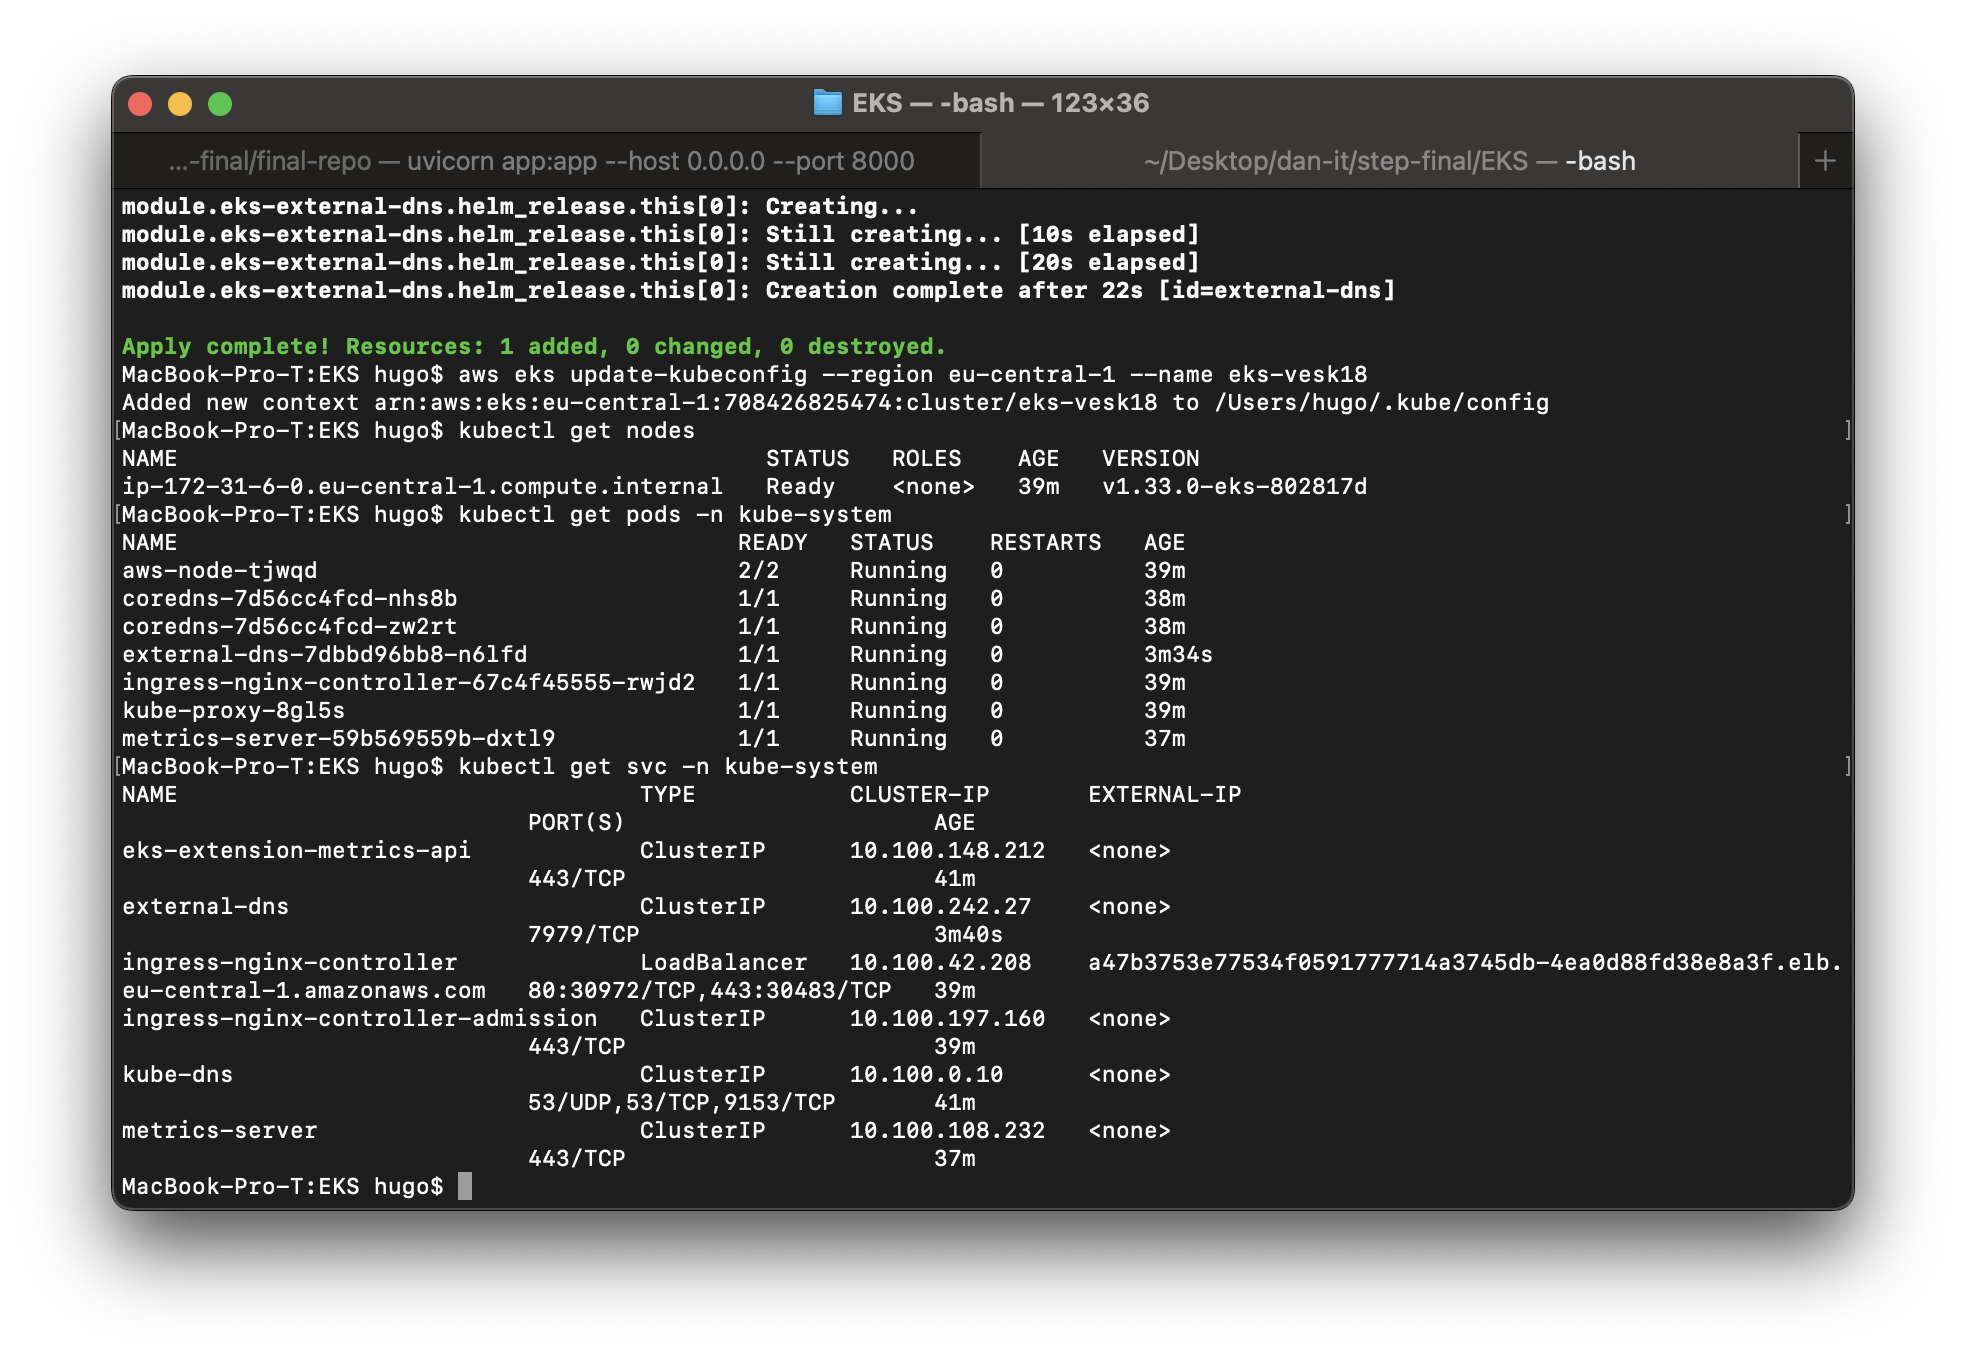 EKS — -bash — 123×36
...-final/final-repo — uvicorn app:app --host 0.0.0.0 --port 8000
~/Desktop/dan-it/step-final/EKS — -bash
+
module.eks-external-dns.helm_release.this[0]: Creating...
module.eks-external-dns.helm_release.this[0]: Still creating... [10s elapsed]
module.eks-external-dns.helm_release.this[0]: Still creating... [20s elapsed]
module.eks-external-dns.helm_release.this[0]: Creation complete after 22s [id=external-dns]
Apply complete! Resources: 1 added, 0 changed, 0 destroyed.
MacBook-Pro-T:EKS hugo$ aws eks update-kubeconfig --region eu-central-1 --name eks-vesk18
Added new context arn:aws:eks:eu-central-1:708426825474:cluster/eks-vesk18 to /Users/hugo/.kube/config
[MacBook-Pro-T:EKS hugo$ kubectl get nodes ]
NAME STATUS ROLES AGE VERSION
ip-172-31-6-0.eu-central-1.compute.internal Ready <none> 39m v1.33.0-eks-802817d
[MacBook-Pro-T:EKS hugo$ kubectl get pods -n kube-system ]
NAME READY STATUS RESTARTS AGE
aws-node-tjwqd 2/2 Running 0 39m
coredns-7d56cc4fcd-nhs8b 1/1 Running 0 38m
coredns-7d56cc4fcd-zw2rt 1/1 Running 0 38m
external-dns-7dbbd96bb8-n6lfd 1/1 Running 0 3m34s
ingress-nginx-controller-67c4f45555-rwjd2 1/1 Running 0 39m
kube-proxy-8gl5s 1/1 Running 0 39m
metrics-server-59b569559b-dxtl9 1/1 Running 0 37m
[MacBook-Pro-T:EKS hugo$ kubectl get svc -n kube-system ]
NAME TYPE CLUSTER-IP EXTERNAL-IP
PORT(S) AGE
eks-extension-metrics-api ClusterIP 10.100.148.212 <none>
443/TCP 41m
external-dns ClusterIP 10.100.242.27 <none>
7979/TCP 3m40s
ingress-nginx-controller LoadBalancer 10.100.42.208 a47b3753e77534f0591777714a3745db-4ea0d88fd38e8a3f.elb.
eu-central-1.amazonaws.com 80:30972/TCP,443:30483/TCP 39m
ingress-nginx-controller-admission ClusterIP 10.100.197.160 <none>
443/TCP 39m
kube-dns ClusterIP 10.100.0.10 <none>
53/UDP,53/TCP,9153/TCP 41m
metrics-server ClusterIP 10.100.108.232 <none>
443/TCP 37m
MacBook-Pro-T:EKS hugo$